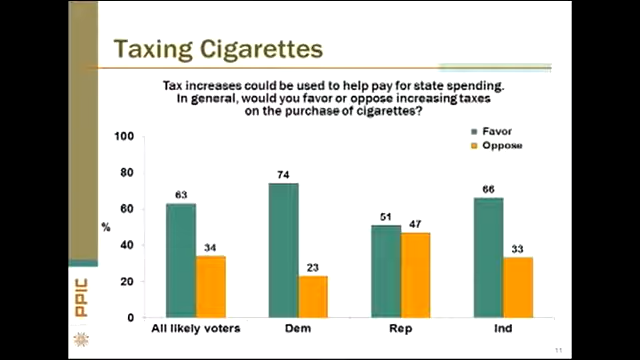 Taxing Cigarettes
Tax increases could be used to help pay for state spending.
In general, would you favor or oppose increasing taxes
on the purchase of cigarettes?
Favor
Oppose
%
100
80
60
40
20
0
63
34
74
23
51
47
66
33
All likely voters
Dem
Rep
Ind
PPIC
11